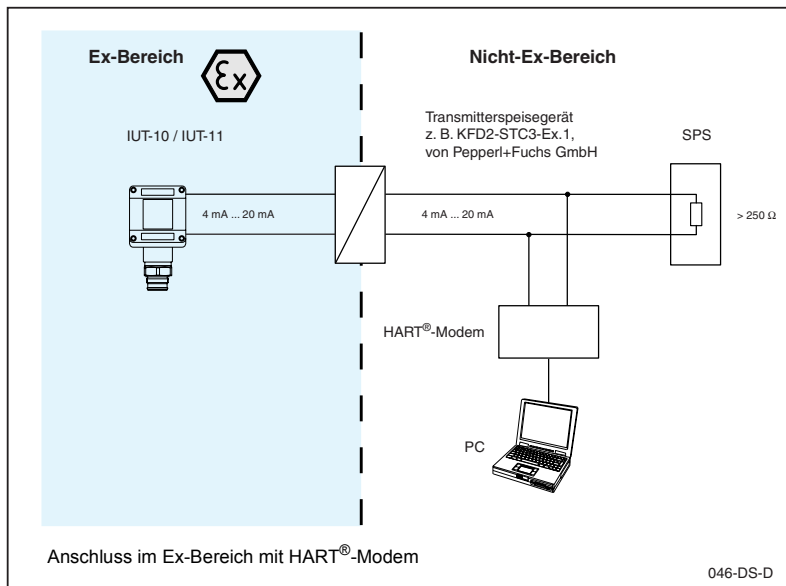 Ex-Bereich
Ex
Nicht-Ex-Bereich
IUT-10 / IUT-11
Transmitterspeisegerät
z. B. KFD2-STC3-Ex.1,
von Pepperl+Fuchs GmbH
SPS
4 mA ... 20 mA
4 mA ... 20 mA
> 250 Ω
HART®-Modem
PC
Anschluss im Ex-Bereich mit HART®-Modem
046-DS-D